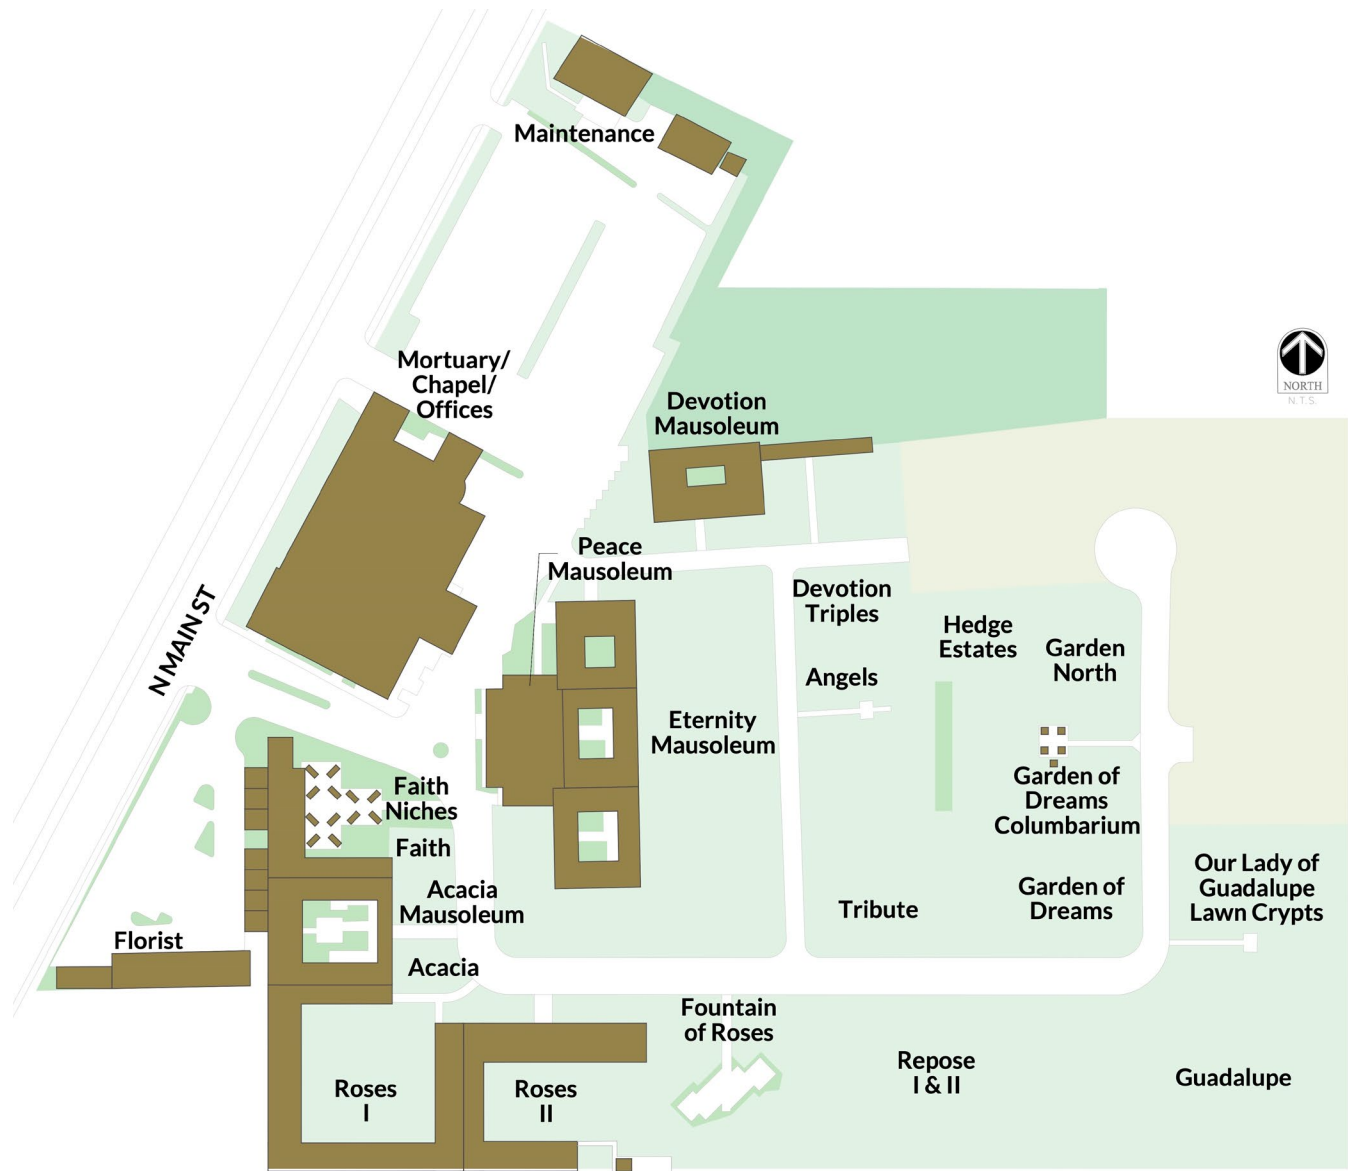 Maintenance
Mortuary/
Chapel/
Offices
NORTH
N.T.S.
Devotion
Mausoleum
Peace
Mausoleum
N MAIN ST
Devotion
Triples
Hedge
Estates
Garden
North
Angels
Eternity
Mausoleum
Faith
Niches
Garden of
Dreams
Columbarium
Faith
Our Lady of
Guadalupe
Lawn Crypts
Acacia
Mausoleum
Garden of
Dreams
Tribute
Florist
Acacia
Fountain
of Roses
Repose
I & II
Guadalupe
Roses
I
Roses
II